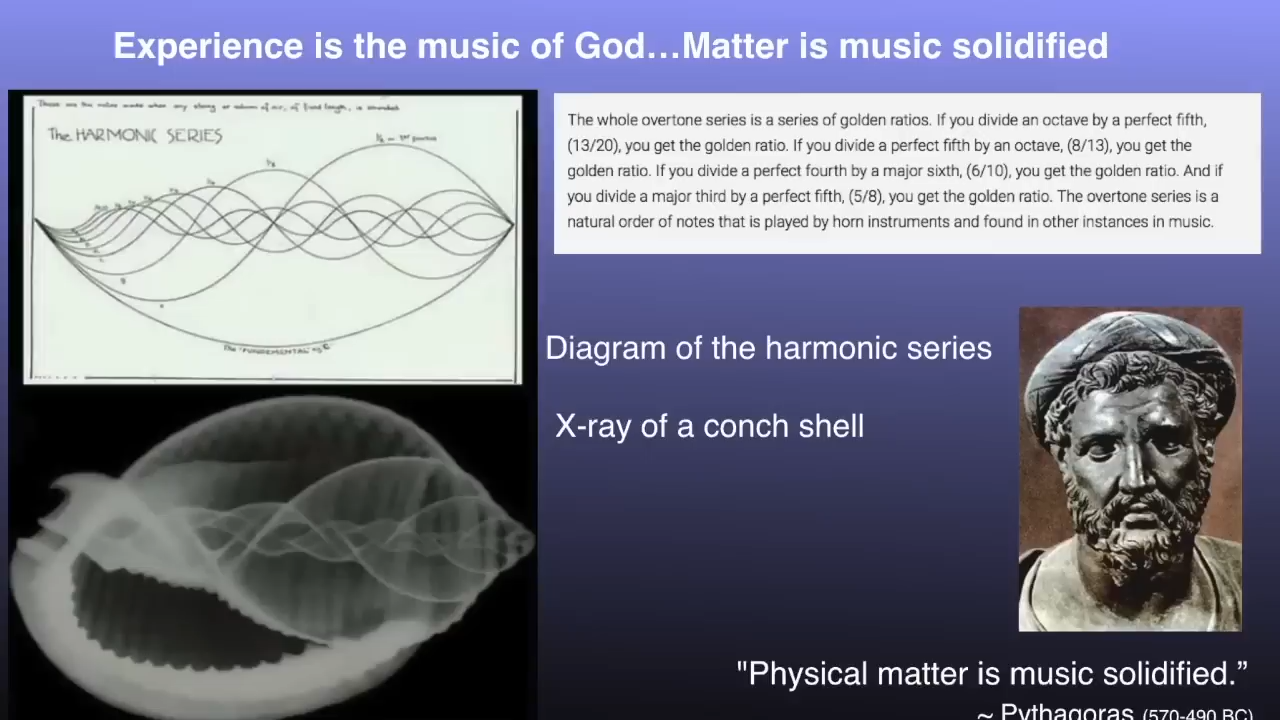 Experience is the music of God...Matter is music solidified
The HARMONIC SERIES
The whole overtone series is a series of golden ratios. If you divide an octave by a perfect fifth,
(13/20), you get the golden ratio. If you divide a perfect fifth by an octave, (8/13), you get the
golden ratio. If you divide a perfect fourth by a major sixth, (6/10), you get the golden ratio. And if
you divide a major third by a perfect fifth, (5/8), you get the golden ratio. The overtone series is a
natural order of notes that is played by horn instruments and found in other instances in music.
The "FUNDAMENTAL"
Diagram of the harmonic series
X-ray of a conch shell
"Physical matter is music solidified.”
~ Pythagoras (570-490 BC)